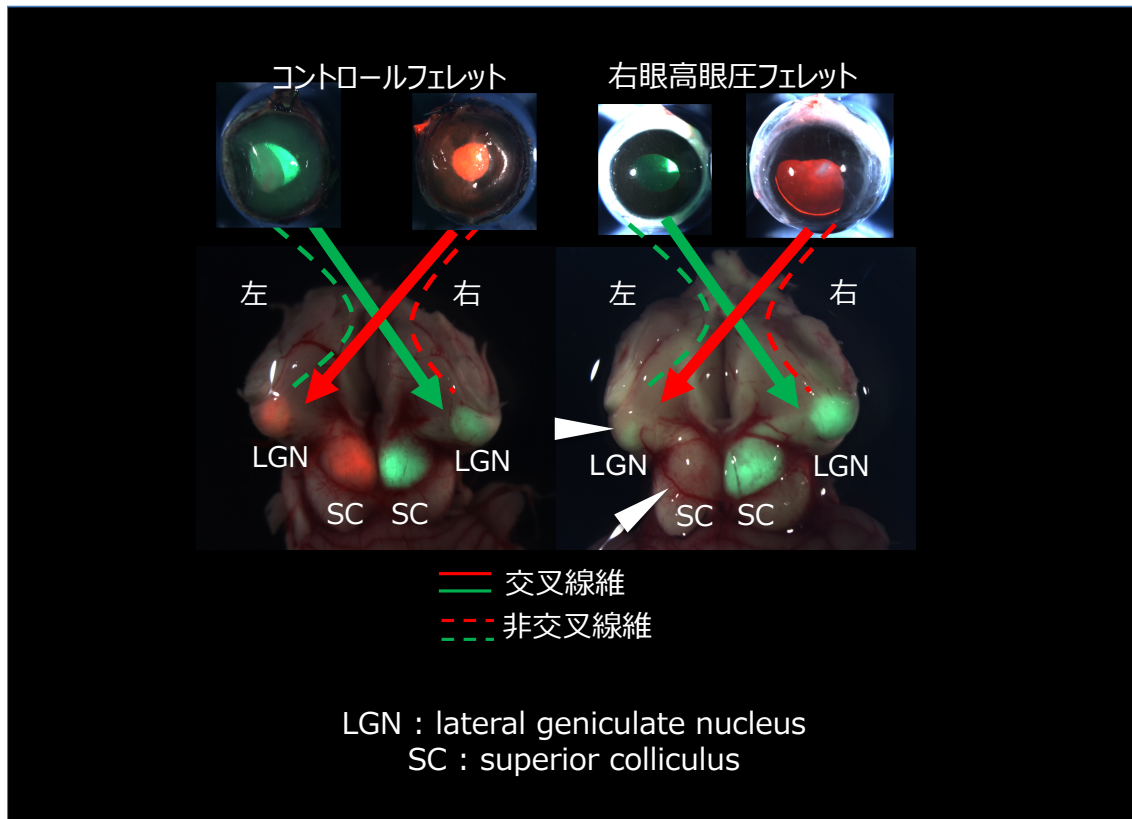 コントロールフェレット
右眼高眼圧フェレット
左
右
左
右
LGN
LGN
LGN
LGN
SC
SC
SC
SC
交叉線維
非交叉線維
LGN : lateral geniculate nucleus
SC : superior colliculus